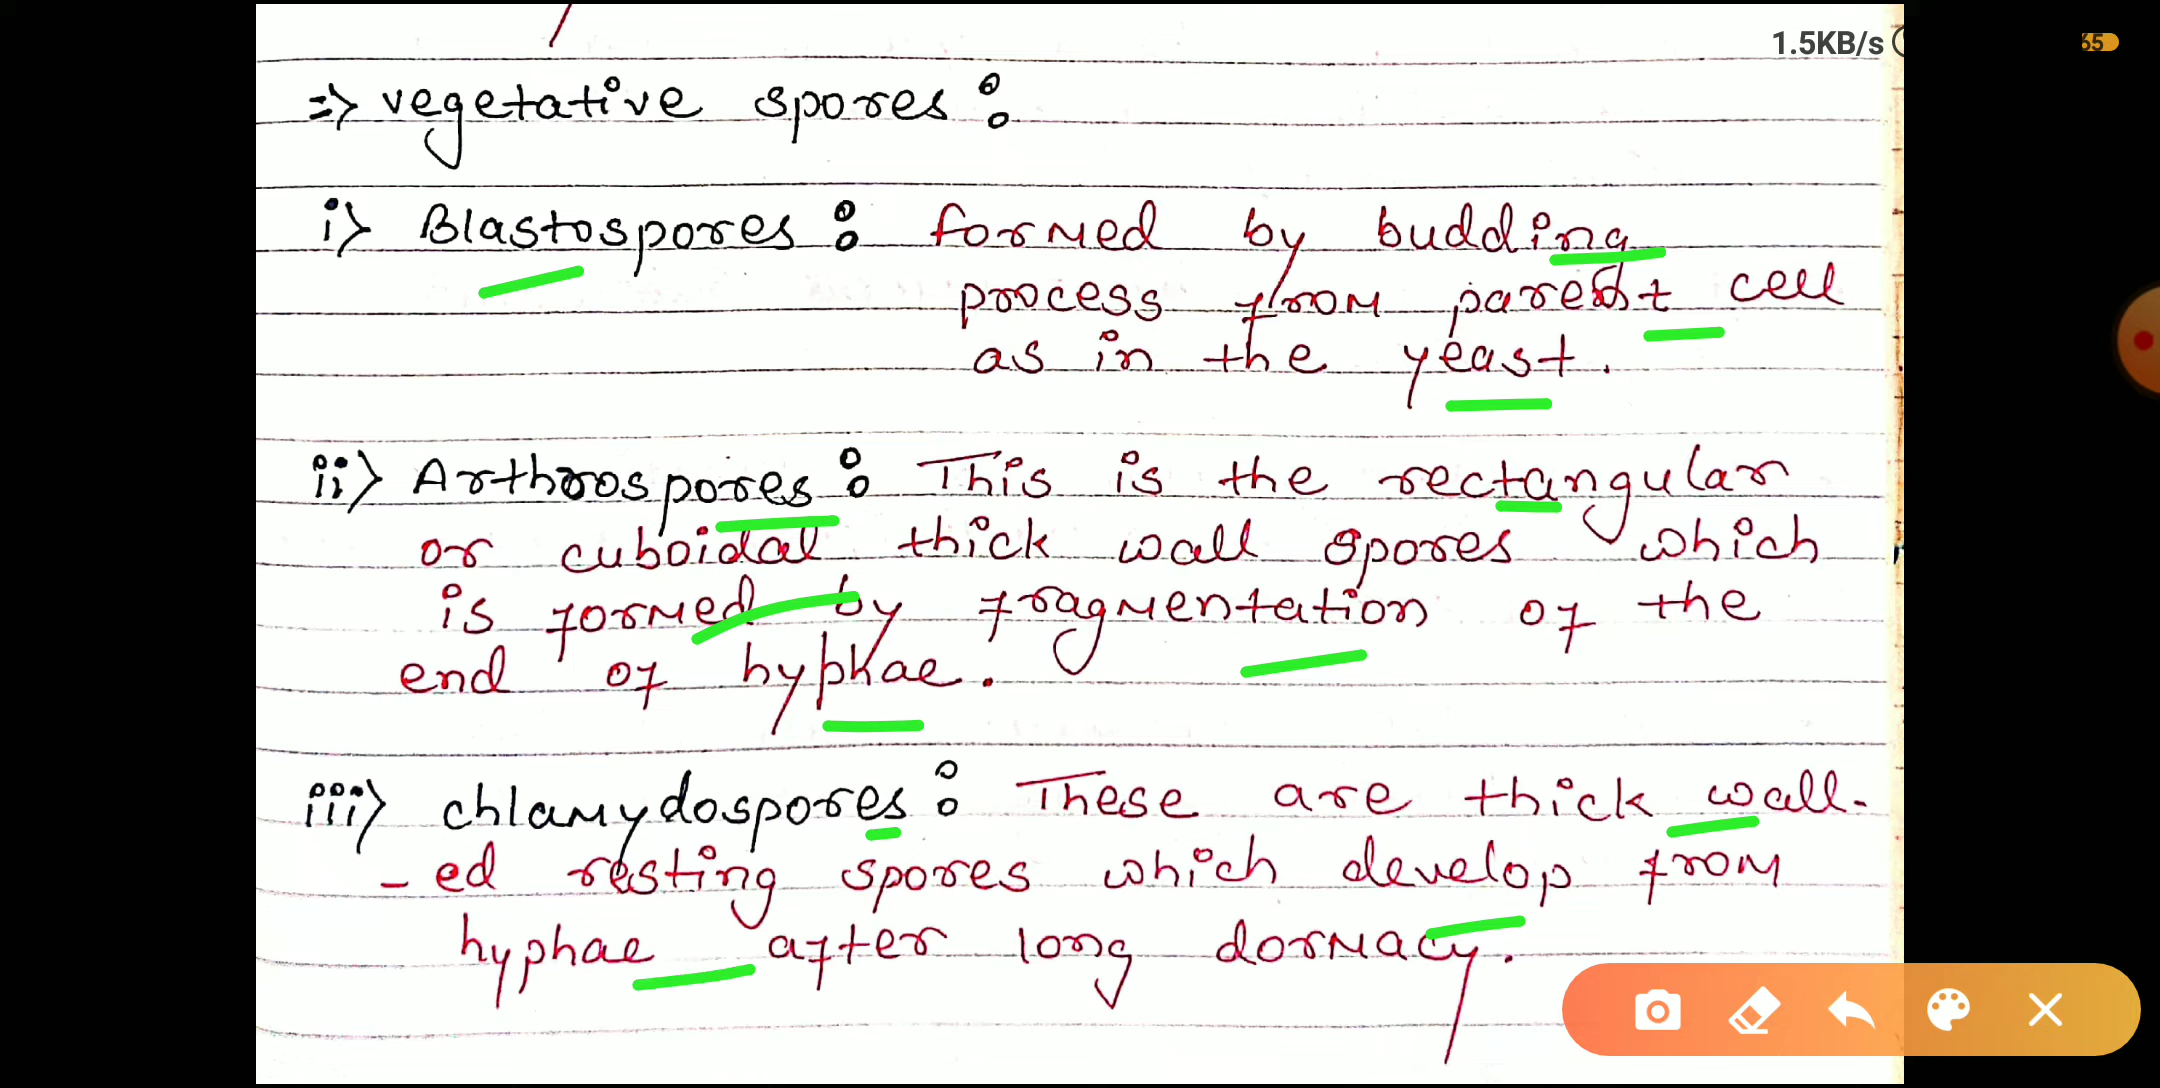 1.5KB/s
65
=> vegetative spores:
i> Blastospores: formed by budding
process from parent cell
as in the yeast.
ii> Arthrospores: This is the rectangular
or cuboidal thick wall spores which
is formed by fragmentation of the
end of hyphae.
iii> chlamydospores: These are thick wall-
- ed resting spores which develop from
hyphae after long dormacy.